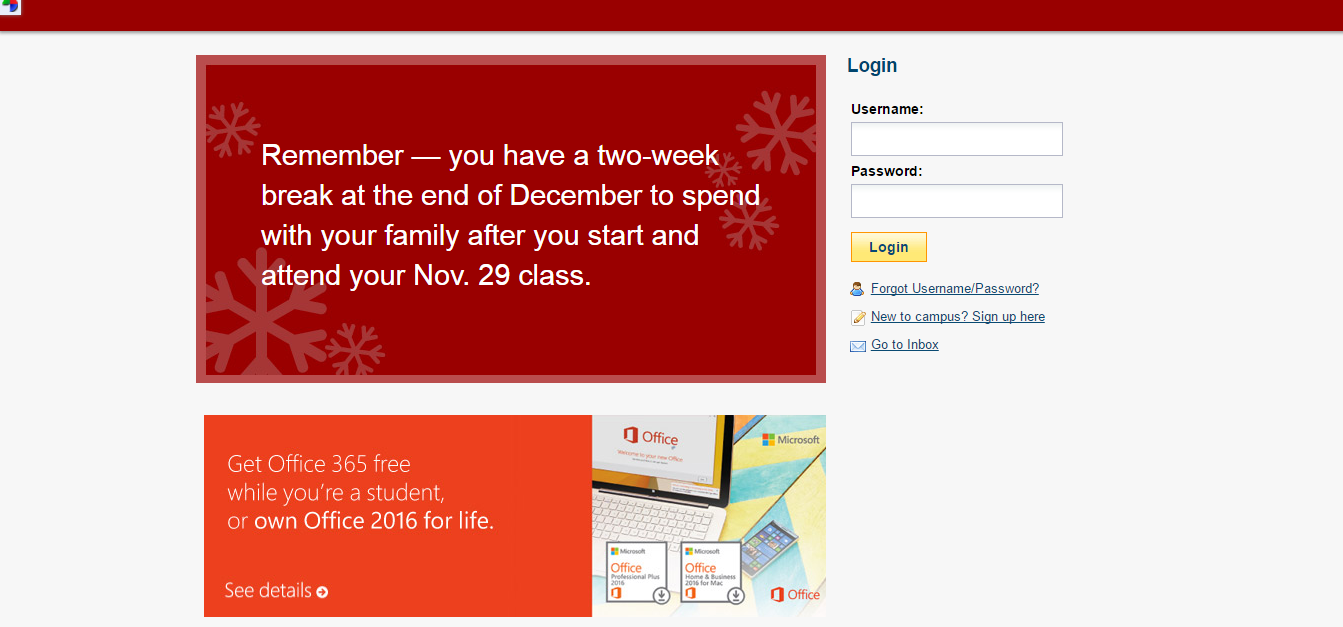 Remember — you have a two-week
break at the end of December to spend
with your family after you start and
attend your Nov. 29 class.
Login
Username:
Password:
Login
Forgot Username/Password?
New to campus? Sign up here
Go to Inbox
Get Office 365 free
while you're a student,
or own Office 2016 for life.
See details
Office
Welcome to your new Office
Microsoft
Microsoft
Office
Professional Plus
2016
Microsoft
Office
Home & Business
2016 for Mac
Office